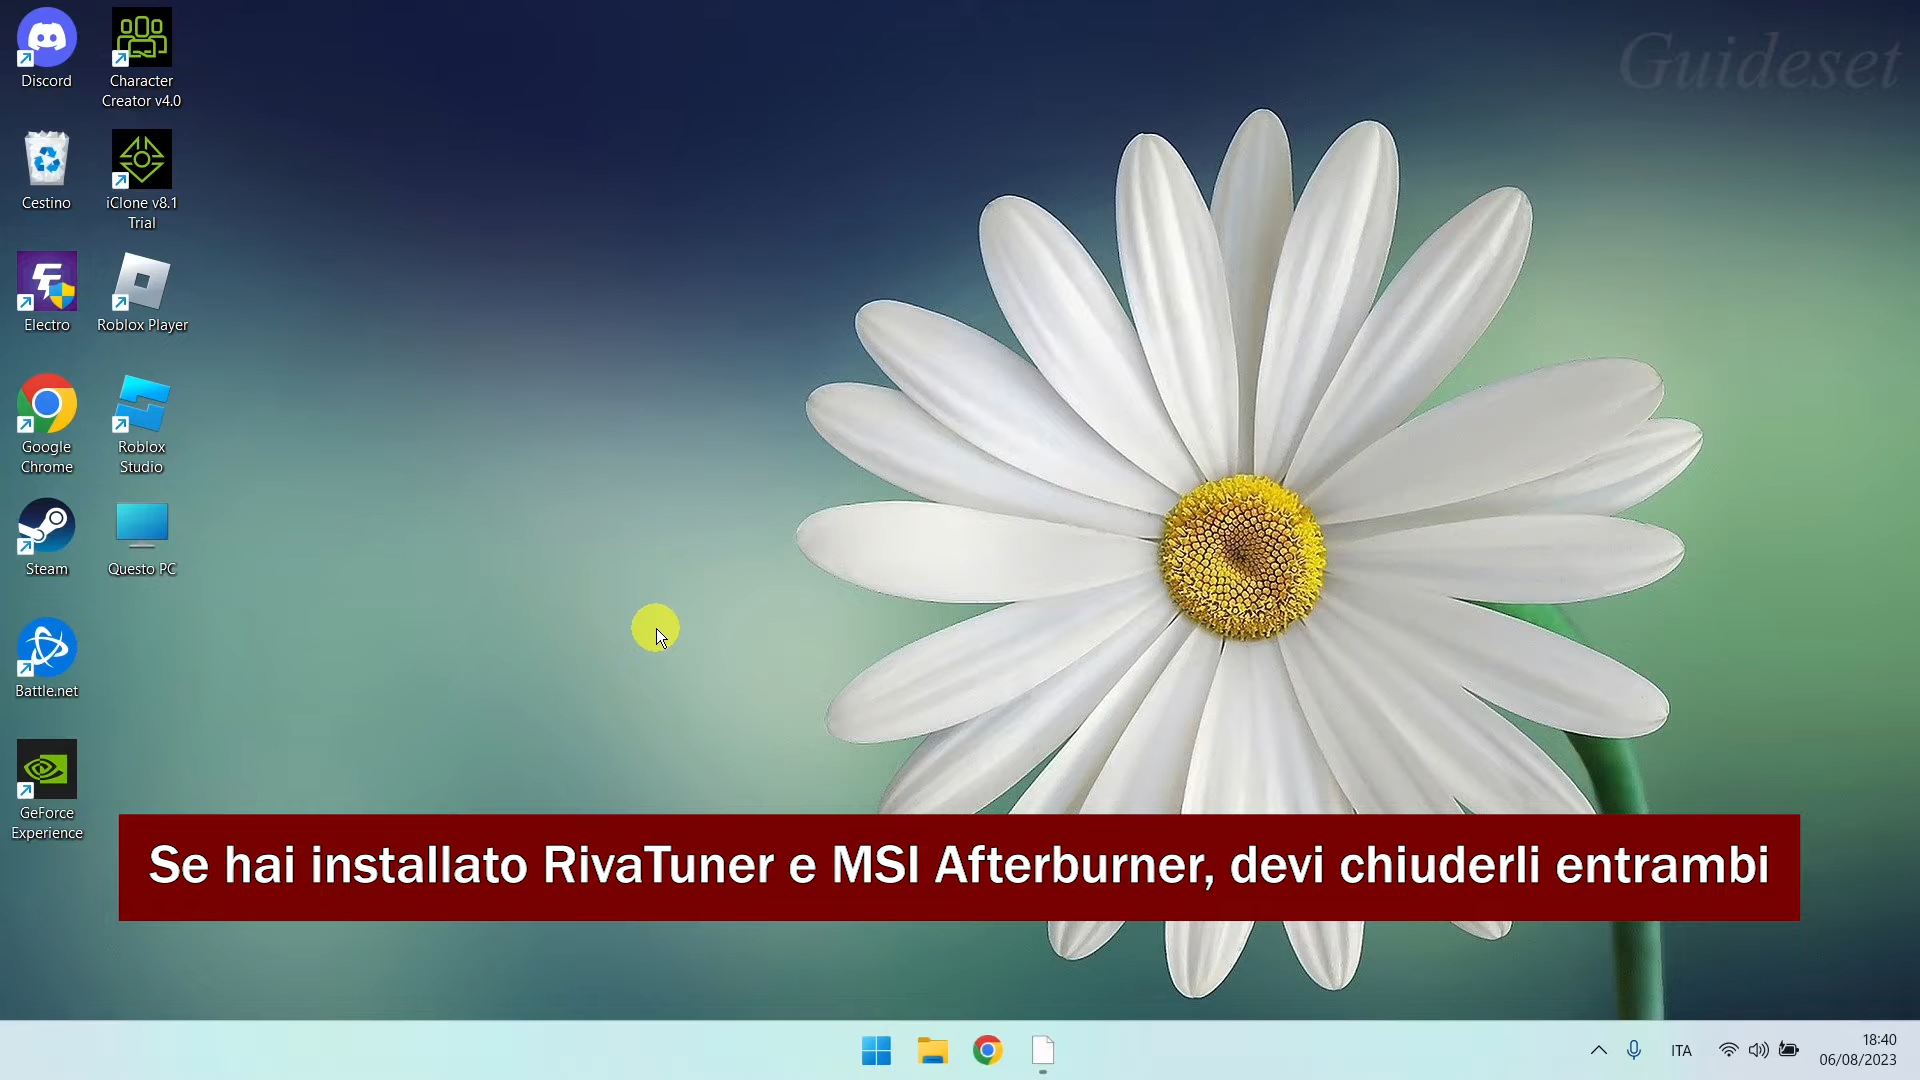 Guideset
Discord
Character
Creator v4.0
Cestino
iClone v8.1
Trial
Electro
Roblox Player
Google
Chrome
Roblox
Studio
Steam
Questo PC
Battle.net
GeForce
Experience
Se hai installato RivaTuner e MSI Afterburner, devi chiuderli entrambi
ITA
18:40
06/08/2023